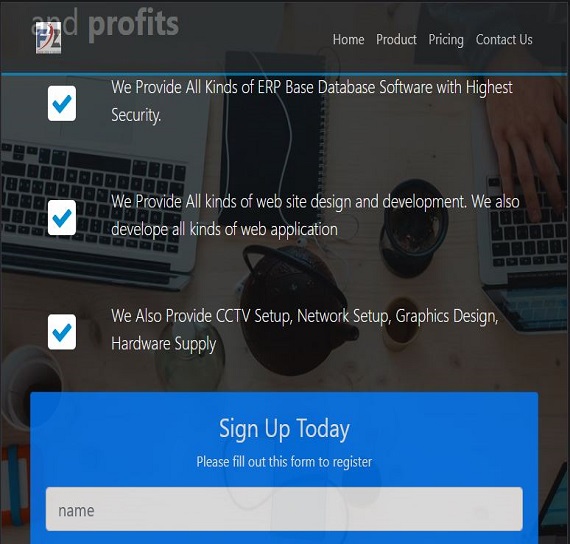 and profits
Home Product Pricing Contact Us
We Provide All Kinds of ERP Base Database Software with Highest
Security.
We Provide All kinds of web site design and development. We also
develope all kinds of web application
We Also Provide CCTV Setup, Network Setup, Graphics Design,
Hardware Supply
Sign Up Today
Please fill out this form to register
name